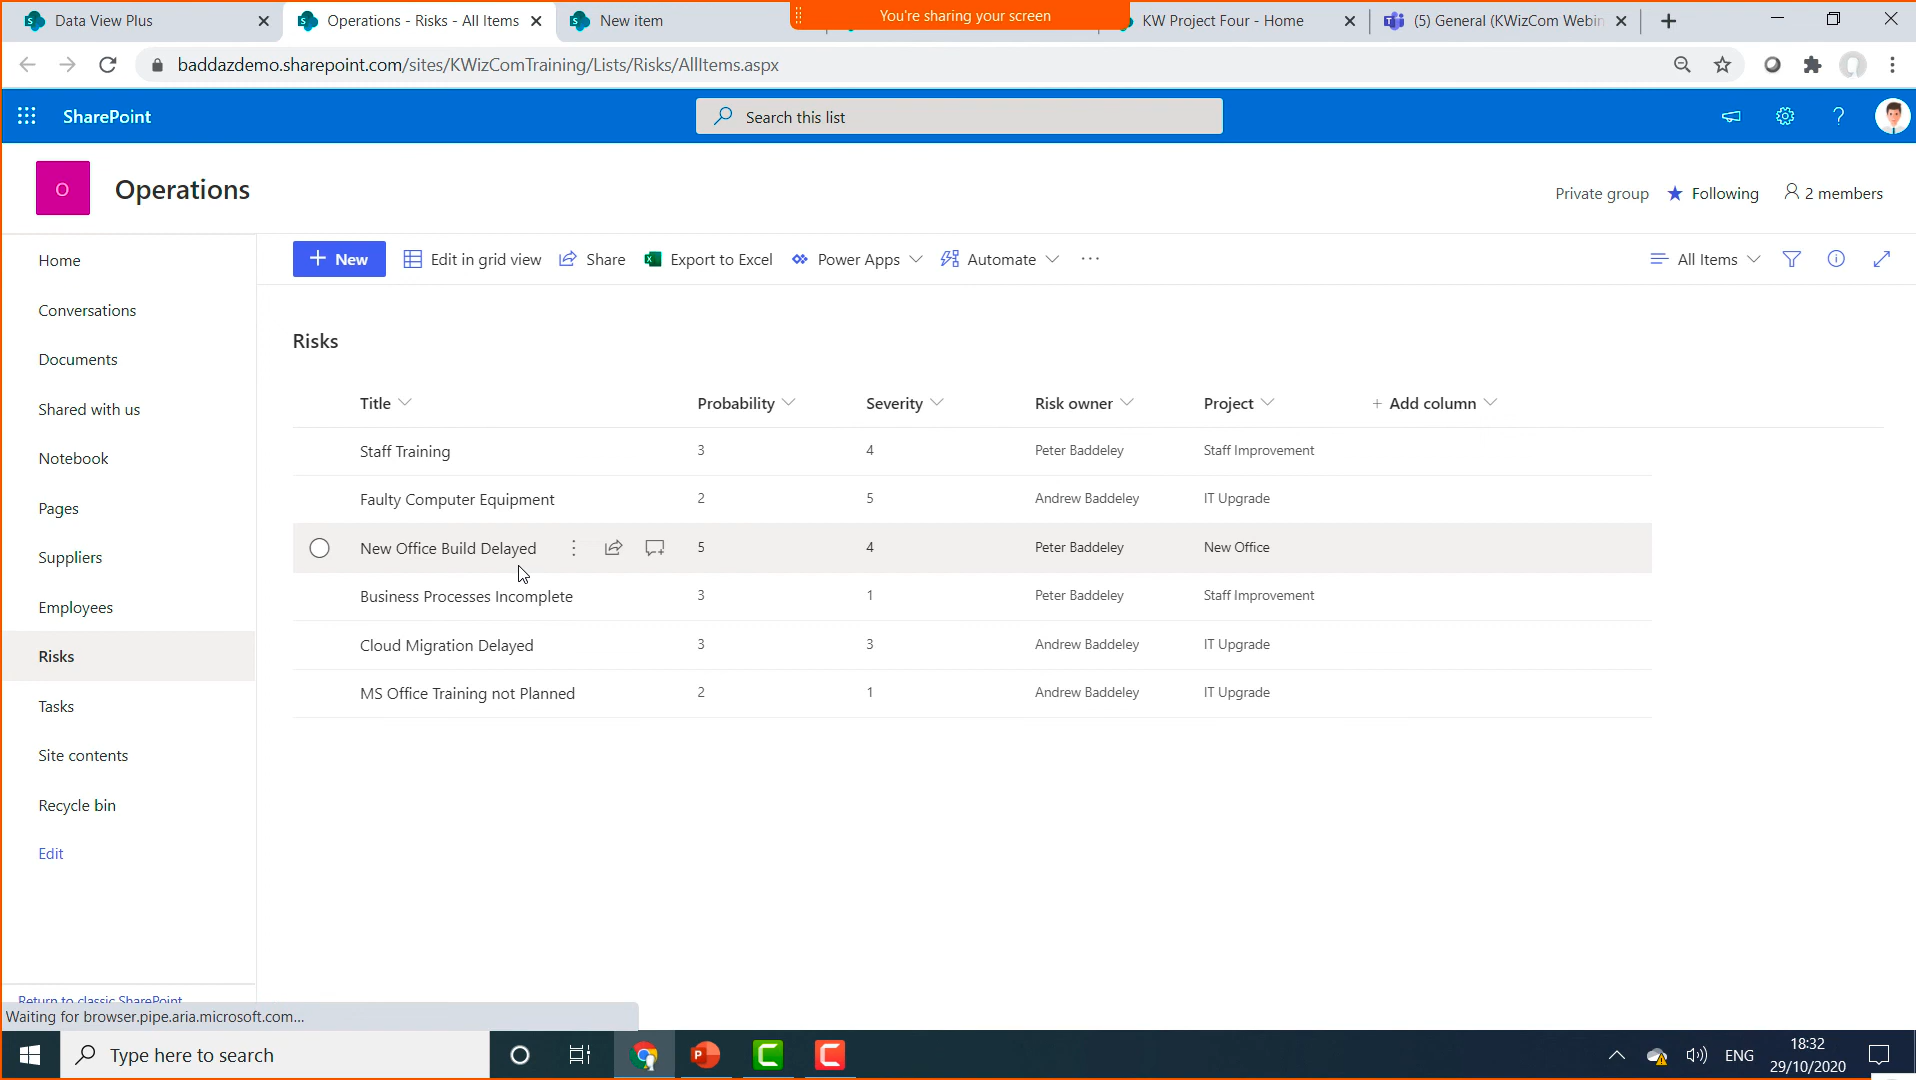 Data View Plus
Operations - Risks - All Items
New item
You're sharing your screen
KW Project Four - Home
(5) General (KWizCom Webin
baddazdemo.sharepoint.com/sites/KWizComTraining/Lists/Risks/AllItems.aspx
SharePoint
Search this list
O
Operations
Private group
Following
2 members
Home
Conversations
Documents
Shared with us
Notebook
Pages
Suppliers
Employees
Risks
Tasks
Site contents
Recycle bin
Edit
Return to classic SharePoint
New
Edit in grid view
Share
Export to Excel
Power Apps
Automate
All Items
Risks
Title Probability Severity Risk owner Project + Add column
Staff Training 3 4 Peter Baddeley Staff Improvement
Faulty Computer Equipment 2 5 Andrew Baddeley IT Upgrade
New Office Build Delayed 5 4 Peter Baddeley New Office
Business Processes Incomplete 3 1 Peter Baddeley Staff Improvement
Cloud Migration Delayed 3 3 Andrew Baddeley IT Upgrade
MS Office Training not Planned 2 1 Andrew Baddeley IT Upgrade
Waiting for browser.pipe.aria.microsoft.com...
Type here to search
ENG
18:32
29/10/2020